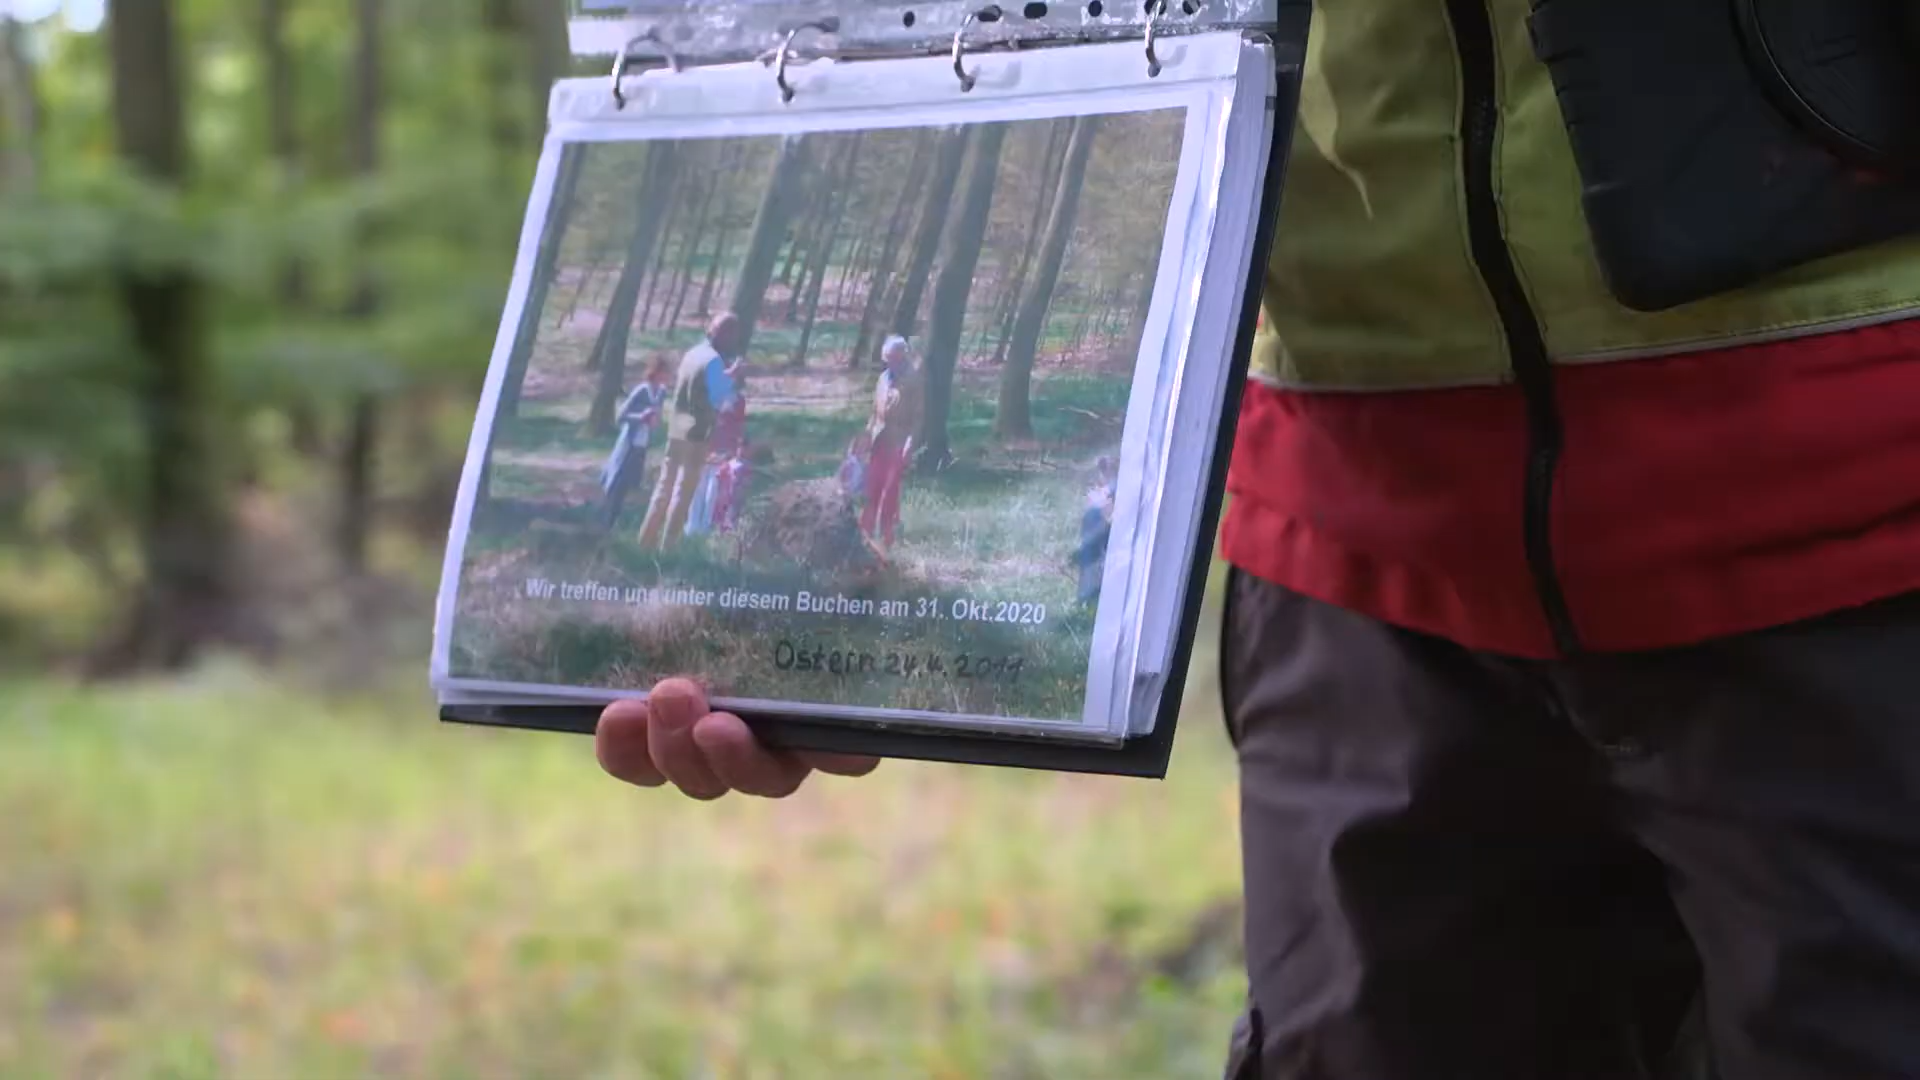 Wir treffen uns unter diesem Buchen am 31. Okt.2020
Ostern 24.4.2011